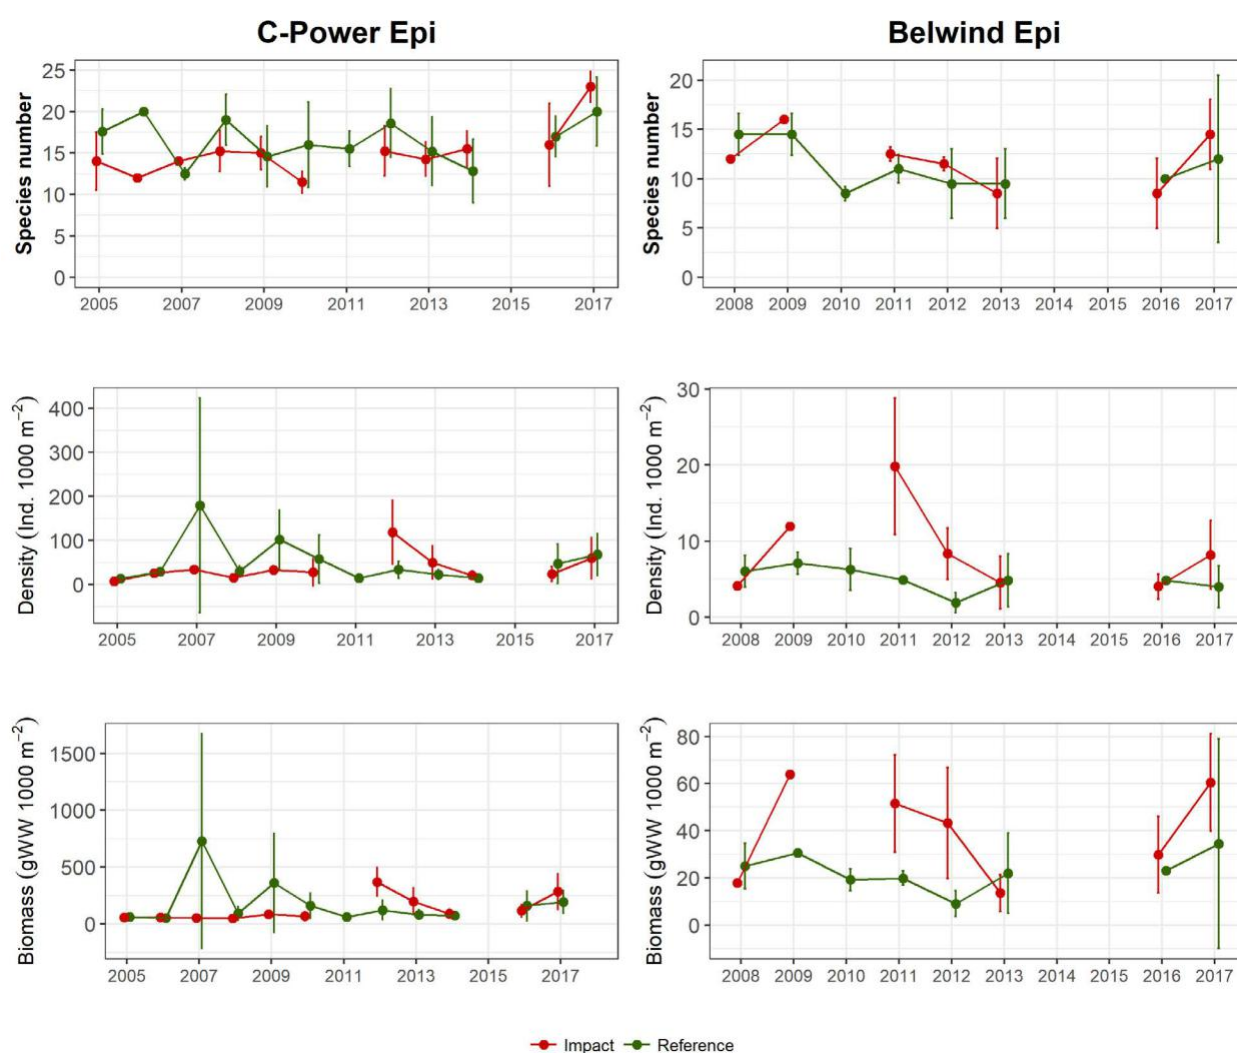 C-Power Epi
Belwind Epi
Species number
25
20
15
10
5
0
2005 2007 2009 2011 2013 2015 2017
Species number
20
15
10
5
0
2008 2009 2010 2011 2012 2013 2014 2015 2016 2017
Density (Ind. 1000 m⁻²)
400
300
200
100
0
2005 2007 2009 2011 2013 2015 2017
Density (Ind. 1000 m⁻²)
30
20
10
0
2008 2009 2010 2011 2012 2013 2014 2015 2016 2017
Biomass (gWW 1000 m⁻²)
1500
1000
500
0
2005 2007 2009 2011 2013 2015 2017
Biomass (gWW 1000 m⁻²)
80
60
40
20
0
2008 2009 2010 2011 2012 2013 2014 2015 2016 2017
Impact Reference